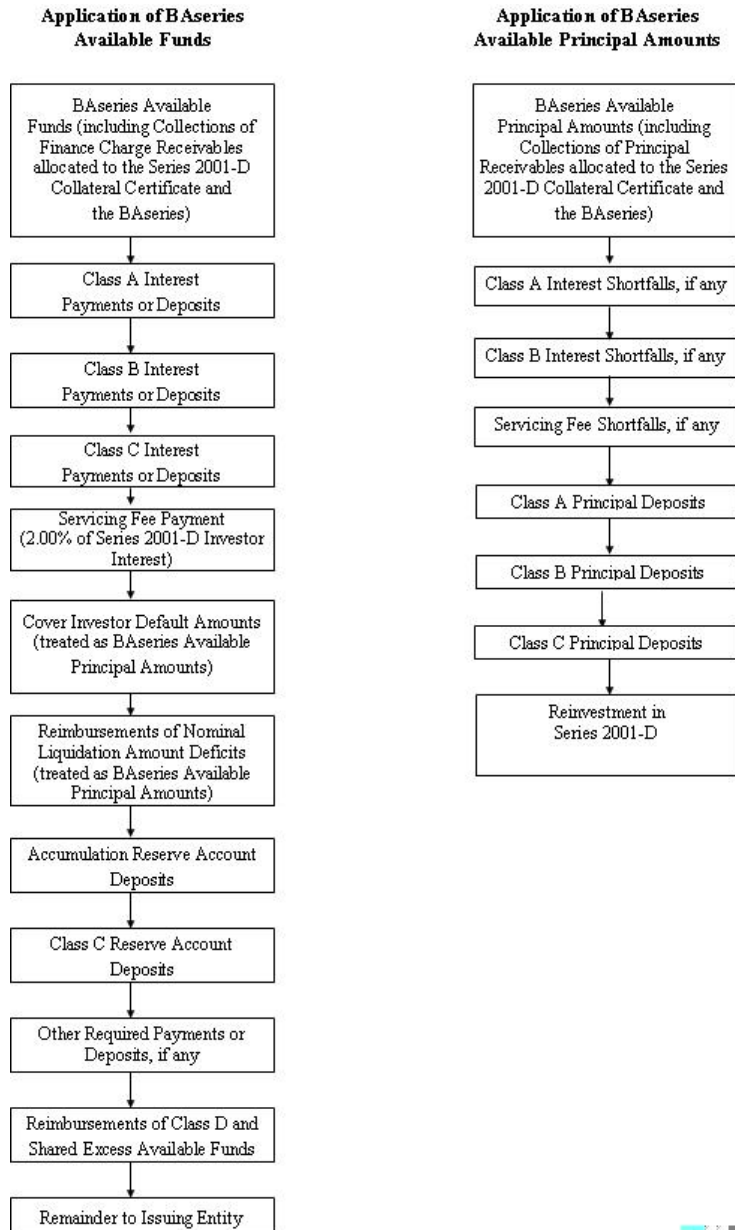 Application of BAseries
Available Funds
BAseries Available
Funds (including Collections of
Finance Charge Receivables
allocated to the Series 2001-D
Collateral Certificate and
the BAseries)
Class A Interest
Payments or Deposits
Class B Interest
Payments or Deposits
Class C Interest
Payments or Deposits
Servicing Fee Payment
(2.00% of Series 2001-D Investor
Interest)
Cover Investor Default Amounts
(treated as BAseries Available
Principal Amounts)
Reimbursements of Nominal
Liquidation Amount Deficits
(treated as BAseries Available
Principal Amounts)
Accumulation Reserve Account
Deposits
Class C Reserve Account
Deposits
Other Required Payments or
Deposits, if any
Reimbursements of Class D and
Shared Excess Available Funds
Remainder to Issuing Entity
Application of BAseries
Available Principal Amounts
BAseries Available
Principal Amounts (including
Collections of Principal
Receivables allocated to the Series
2001-D Collateral Certificate and
the BAseries)
Class A Interest Shortfalls, if any
Class B Interest Shortfalls, if any
Servicing Fee Shortfalls, if any
Class A Principal Deposits
Class B Principal Deposits
Class C Principal Deposits
Reinvestment in
Series 2001-D